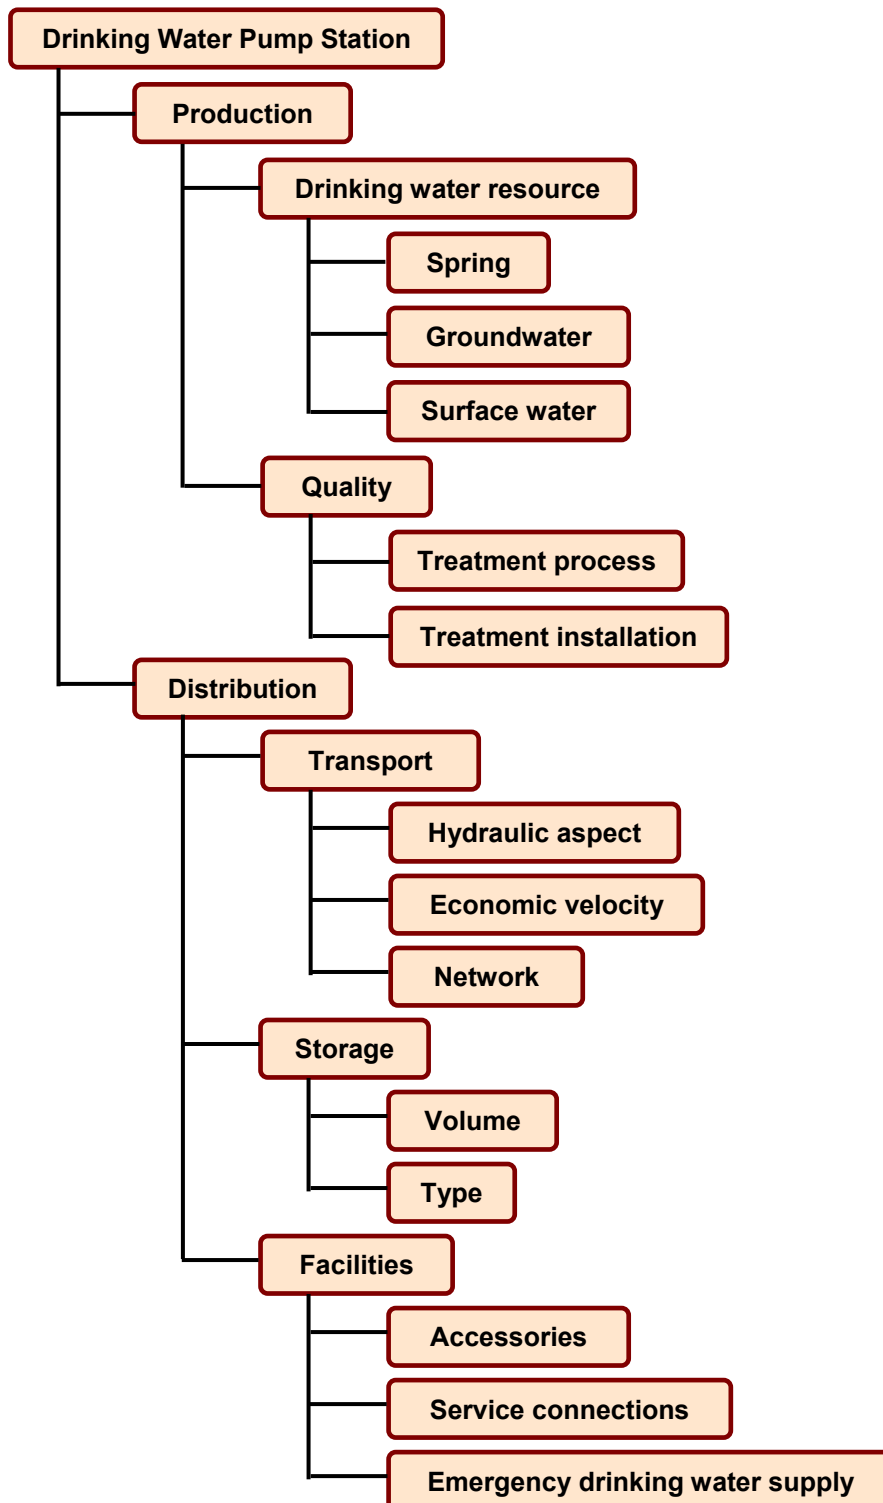 Drinking Water Pump Station
Production
Drinking water resource
Spring
Groundwater
Surface water
Quality
Treatment process
Treatment installation
Distribution
Transport
Hydraulic aspect
Economic velocity
Network
Storage
Volume
Type
Facilities
Accessories
Service connections
Emergency drinking water supply